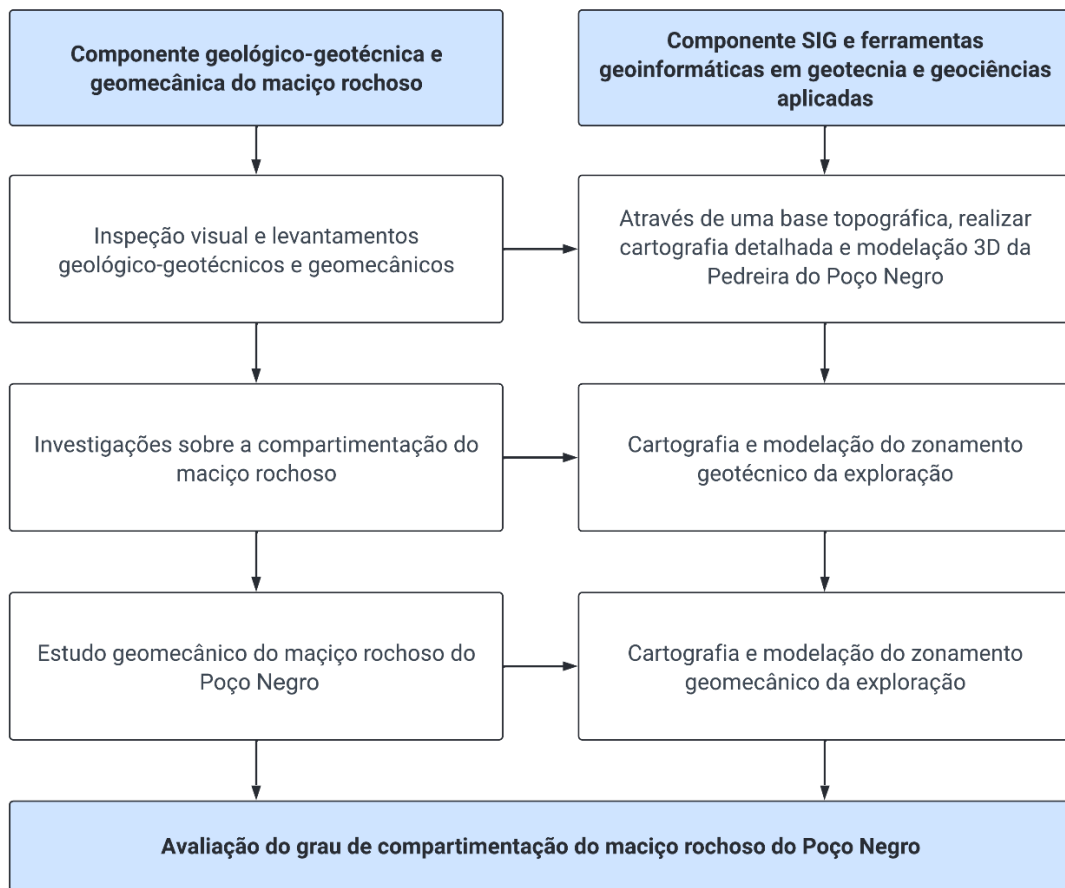 Componente geológico-geotécnica e
geomecânica do maciço rochoso
Componente SIG e ferramentas
geoinformáticas em geotecnia e geociências
aplicadas
Inspeção visual e levantamentos
geológico-geotécnicos e geomecânicos
Através de uma base topográfica, realizar
cartografia detalhada e modelação 3D da
Pedreira do Poço Negro
Investigações sobre a compartimentação do
maciço rochoso
Cartografia e modelação do zonamento
geotécnico da exploração
Estudo geomecânico do maçiço rochoso do
Poço Negro
Cartografia e modelação do zonamento
geomecânico da exploração
Avaliação do grau de compartimentação do maciço rochoso do Poço Negro